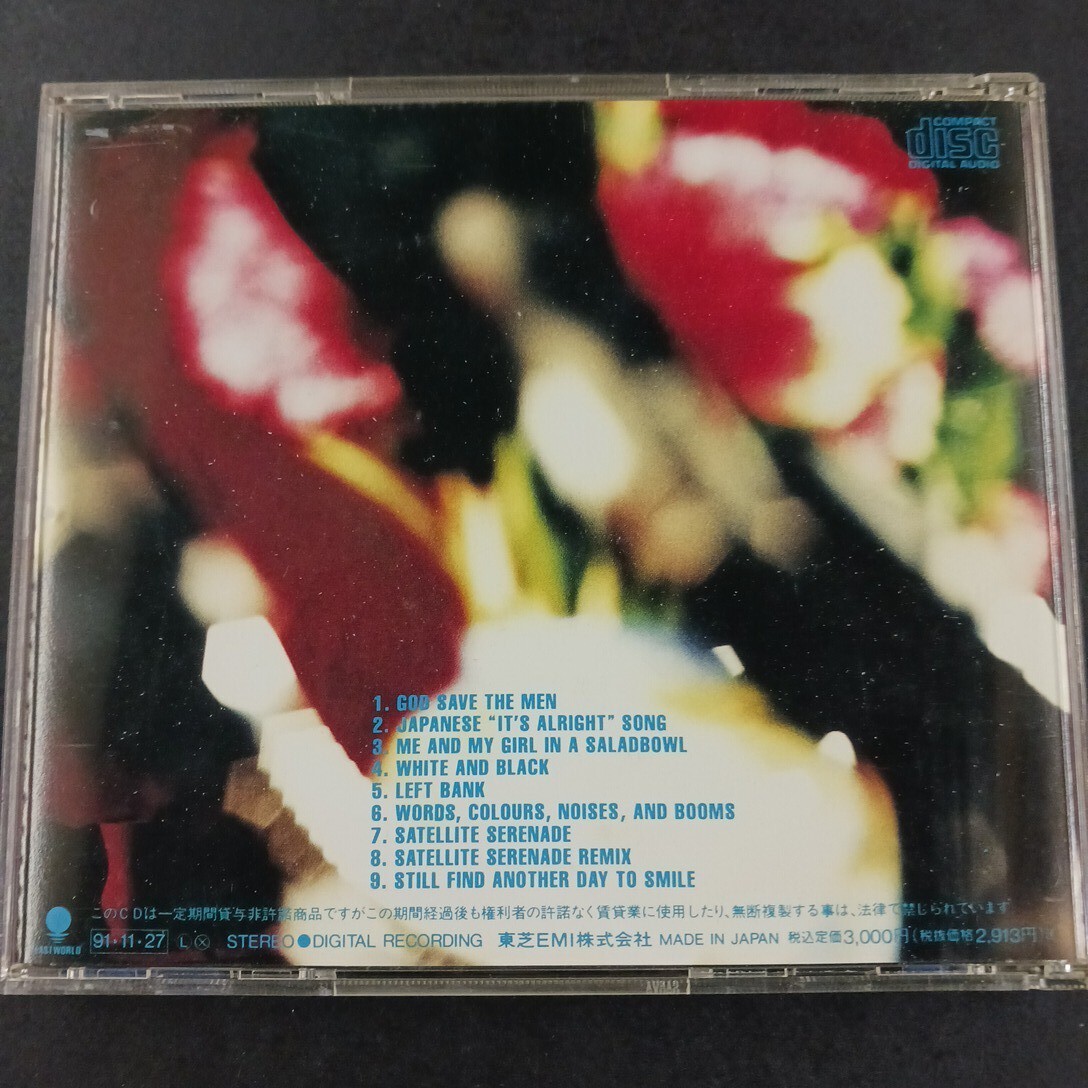 COMPACT
disc
DIGITAL AUDIO
1. GOD SAVE THE MEN
2. JAPANESE "IT'S ALRIGHT" SONG
3. ME AND MY GIRL IN A SALADBOWL
4. WHITE AND BLACK
5. LEFT BANK
6. WORDS, COLOURS, NOISES, AND BOOMS
7. SATELLITE SERENADE
8. SATELLITE SERENADE REMIX
9. STILL FIND ANOTHER DAY TO SMILE
このCDは一定期間貸与非許諾商品ですがこの期間経過後も権利者の許諾なく賃貸業に使用したり、無断複製する事は、法律で禁じられています
EASTWORLD 91·11·27 L X STEREO●DIGITAL RECORDING 東芝EMI株式会社 MADE IN JAPAN 税込定価3,000円(税抜価格2,913円)